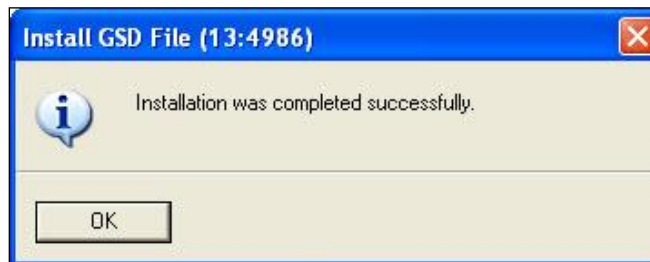 Install GSD File (13:4986)
Installation was completed successfully.
OK